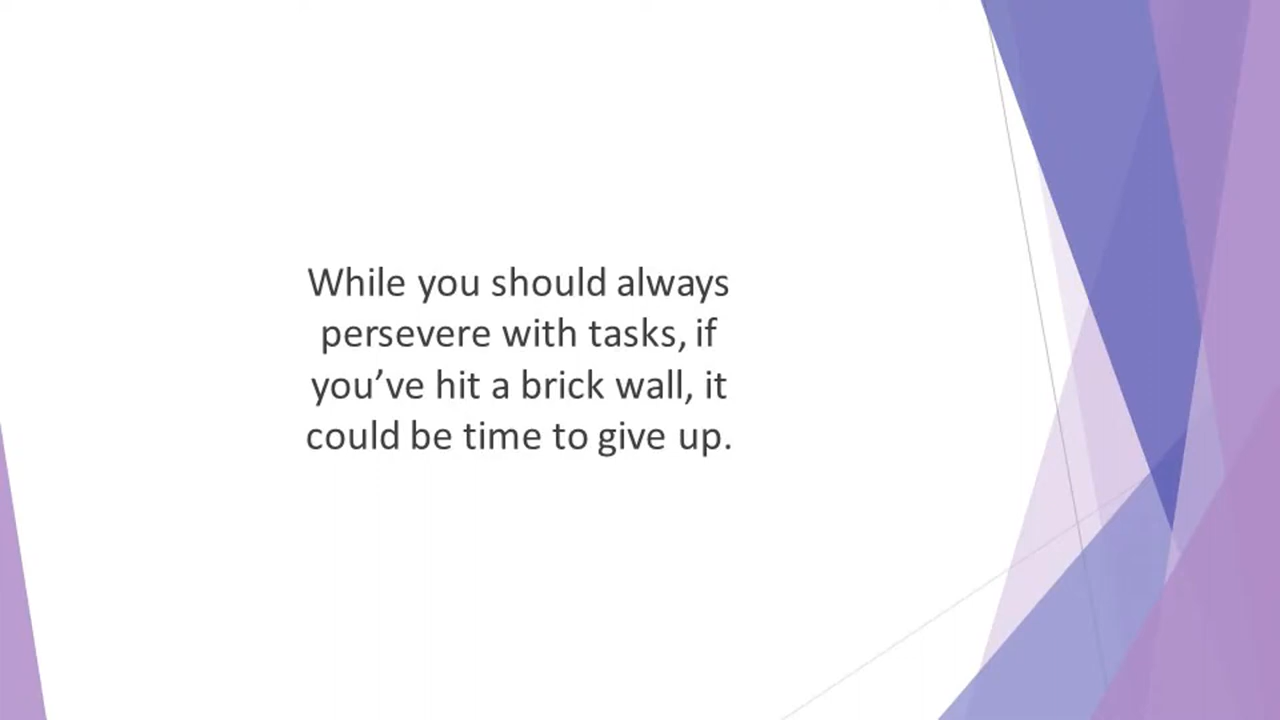 While you should always
persevere with tasks, if
you’ve hit a brick wall, it
could be time to give up.